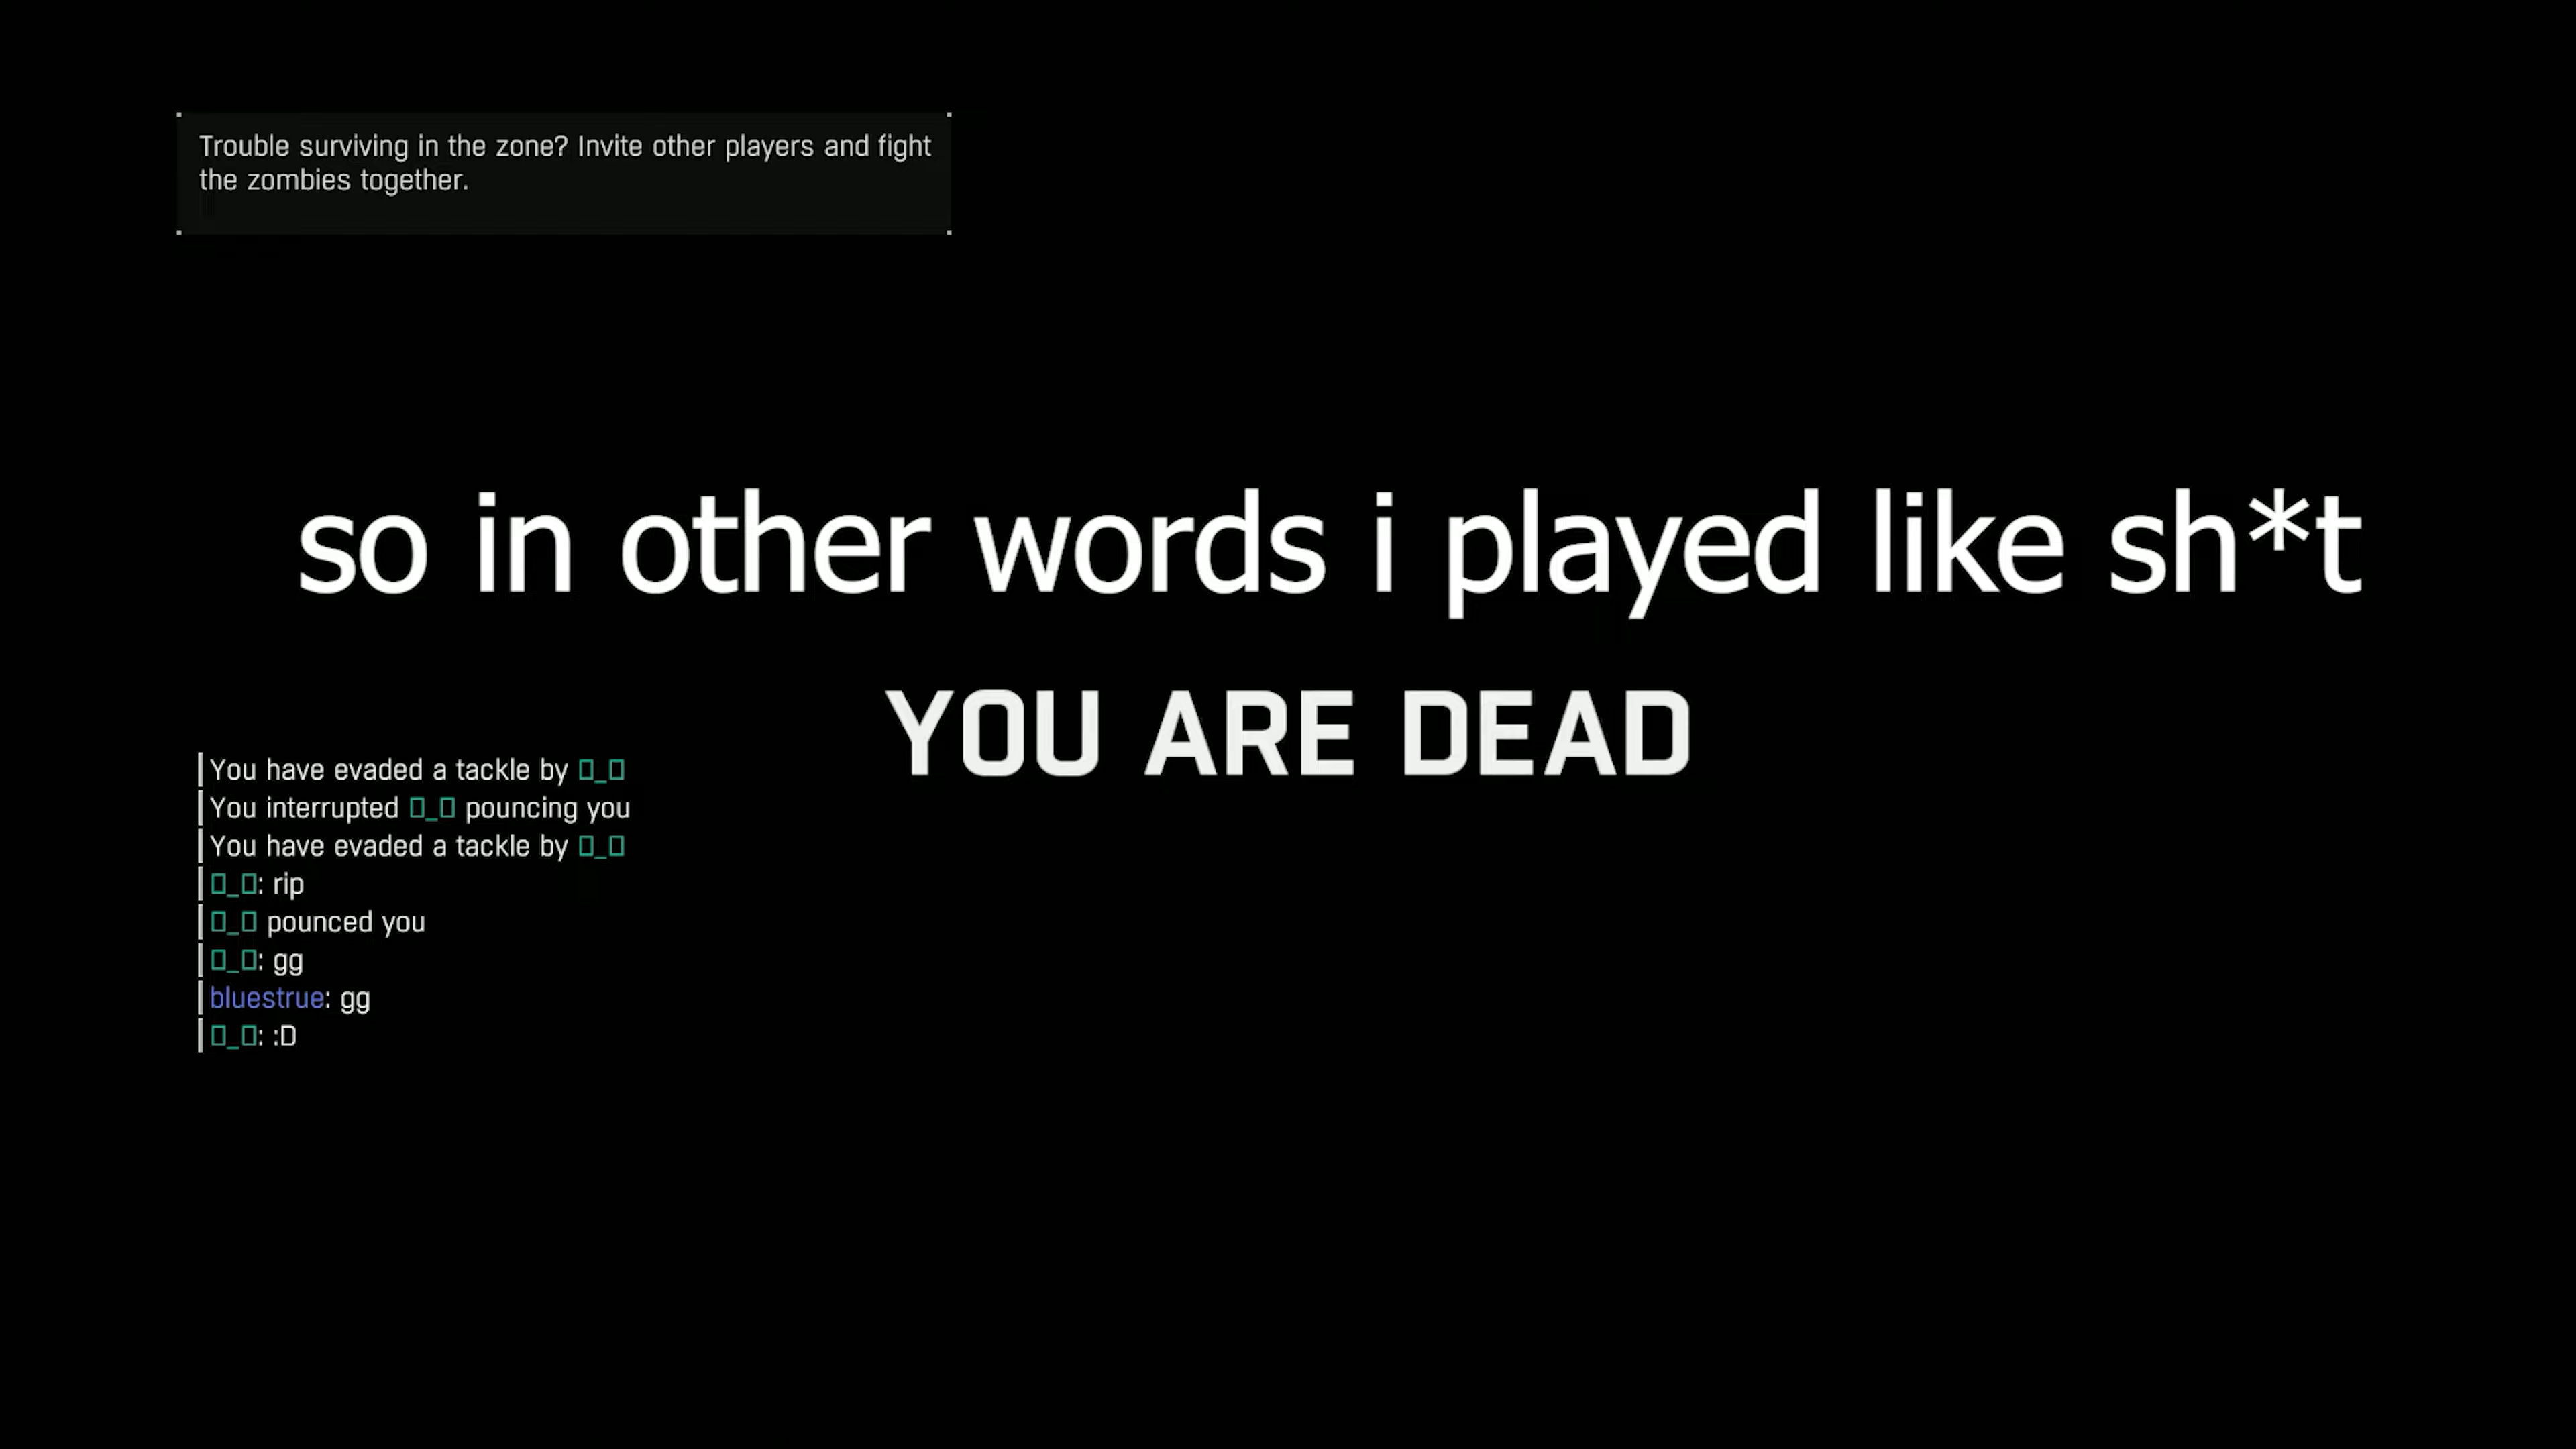 Trouble surviving in the zone? Invite other players and fight
the zombies together.
so in other words i played like sh*t
YOU ARE DEAD
You have evaded a tackle by ▯_▯
You interrupted ▯_▯ pouncing you
You have evaded a tackle by ▯_▯
▯_▯: rip
▯_▯ pounced you
▯_▯: gg
bluestrue: gg
▯_▯: :D